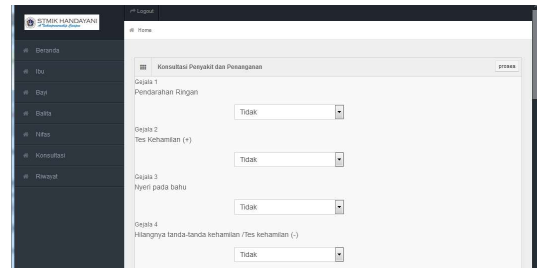 Logout
STMIK HANDAYANI
Home
Beranda
Ibu
Bayi
Balita
Nifas
Konsultasi
Riwayat
Konsultasi Penyakit dan Penanganan
proses
Gejala 1
Pendarahan Ringan
Tidak
Gejala 2
Tes Kehamilan (+)
Tidak
Gejala 3
Nyeri pada bahu
Tidak
Gejala 4
Hilangnya tanda-tanda kehamilan /Tes kehamilan (-)
Tidak